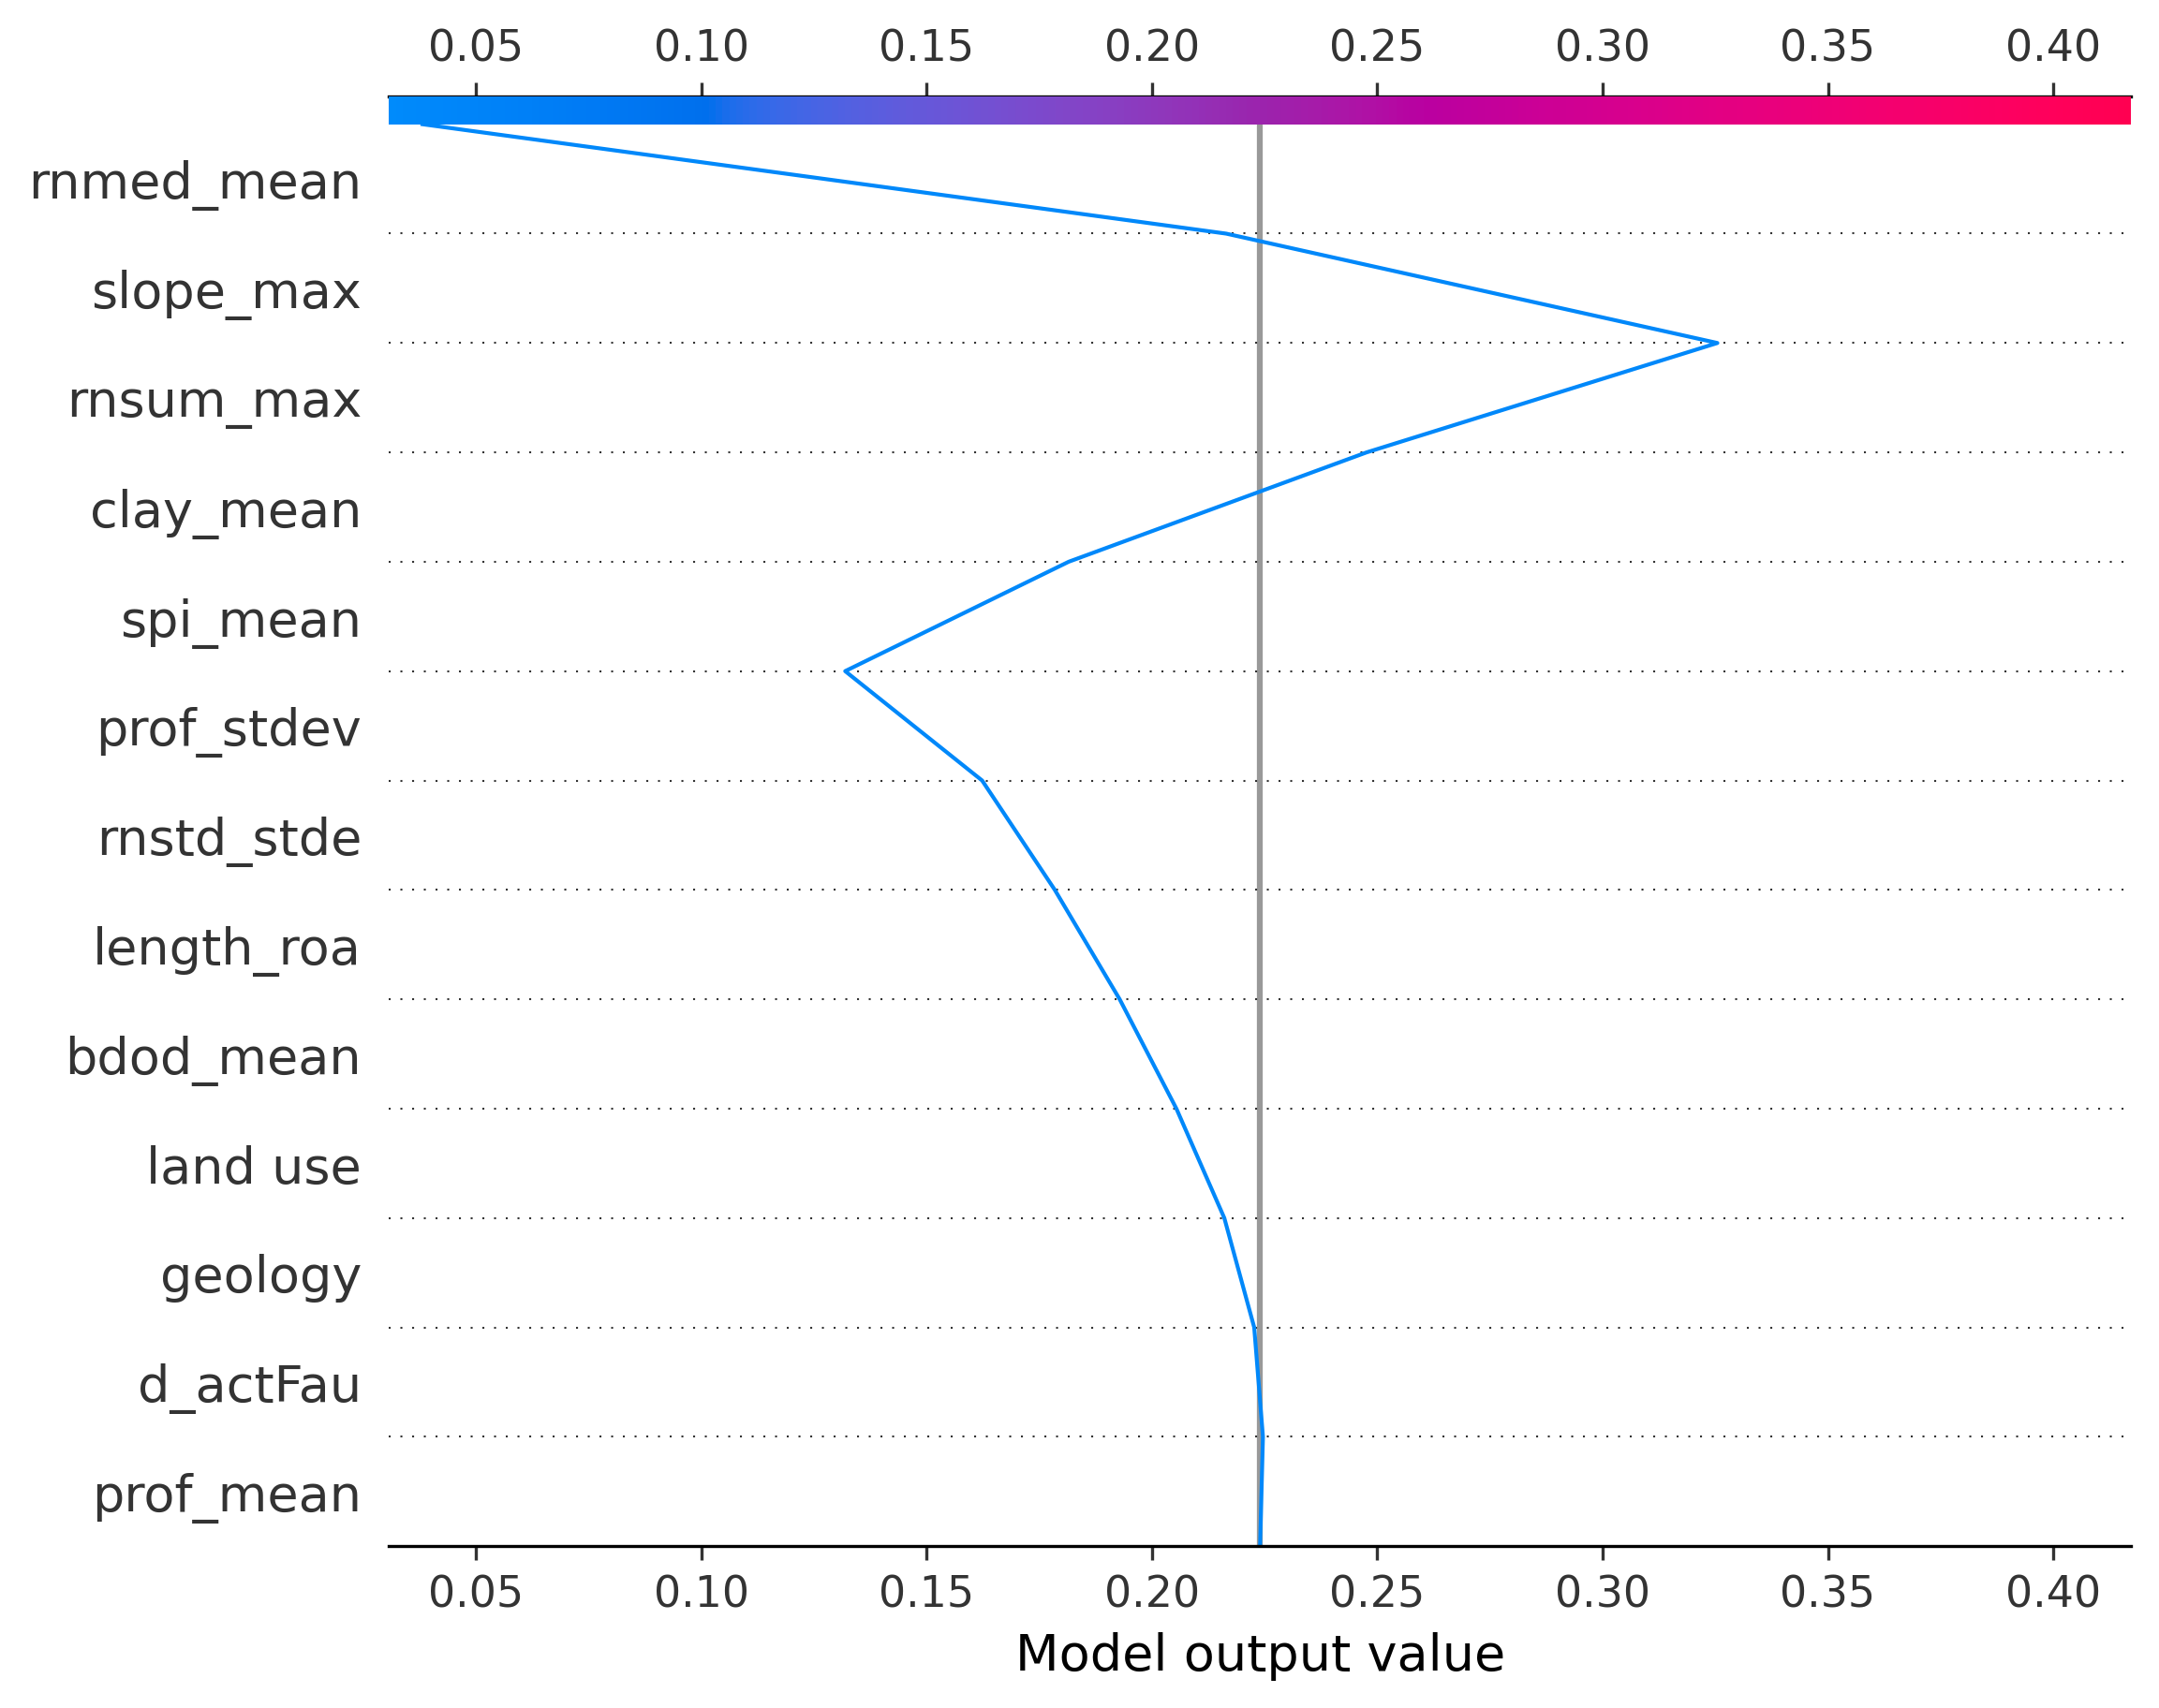 0.05 0.10 0.15 0.20 0.25 0.30 0.35 0.40
rnmed_mean
slope_max
rnsum_max
clay_mean
spi_mean
prof_stdev
rnstd_stde
length_roa
bdod_mean
land use
geology
d_actFau
prof_mean
0.05 0.10 0.15 0.20 0.25 0.30 0.35 0.40
Model output value